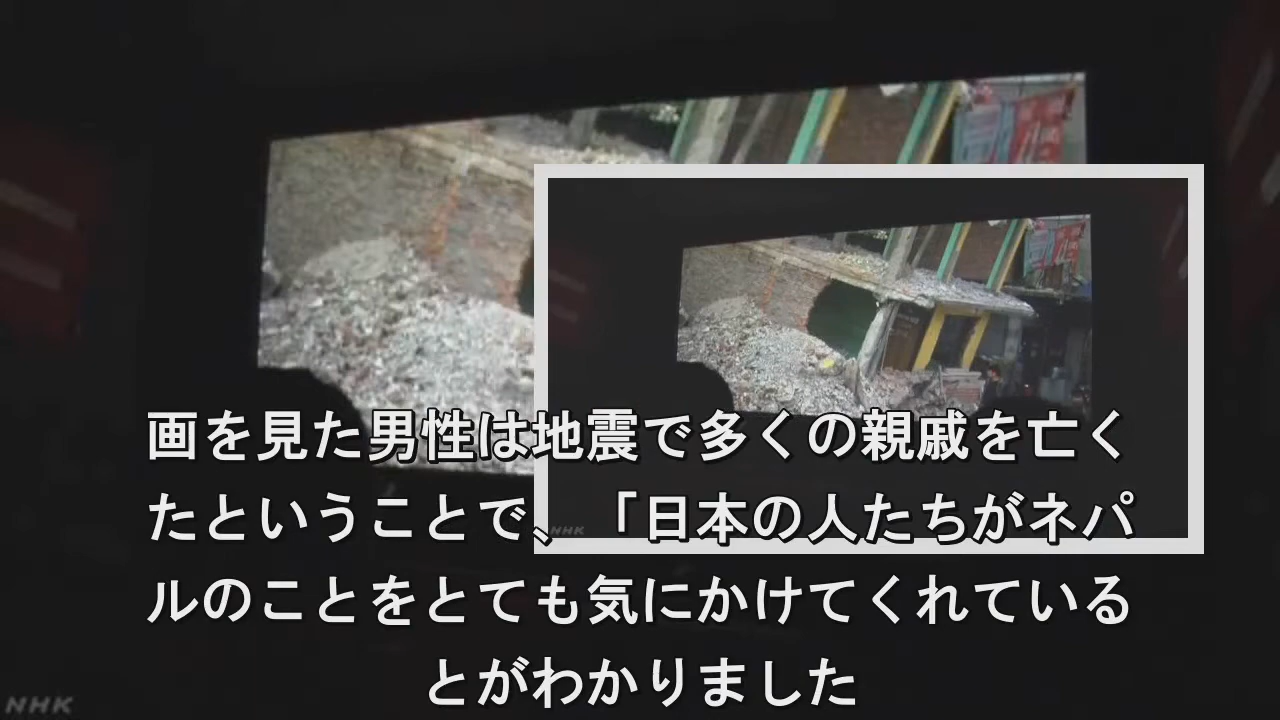 画を見た男性は地震で多くの親戚を亡く
たということで、「日本の人たちがネパ
ルのことをとても気にかけてくれている
とがわかりました
NHK
NHK